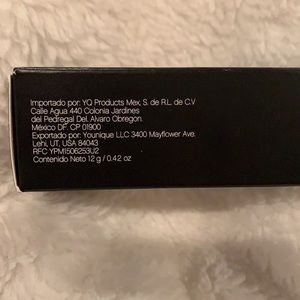 Importado por: YQ Products Mex, S. de R.L. de C.V
Calle Agua 440 Colonia Jardines
del Pedregal Del. Alvaro Obregon.
México DF. CP 01900
Exportado por: Younique LLC 3400 Mayflower Ave.
Lehi, UT, USA 84043
RFC YPM1506253U2
Contenido Neto 12 g / 0.42 oz